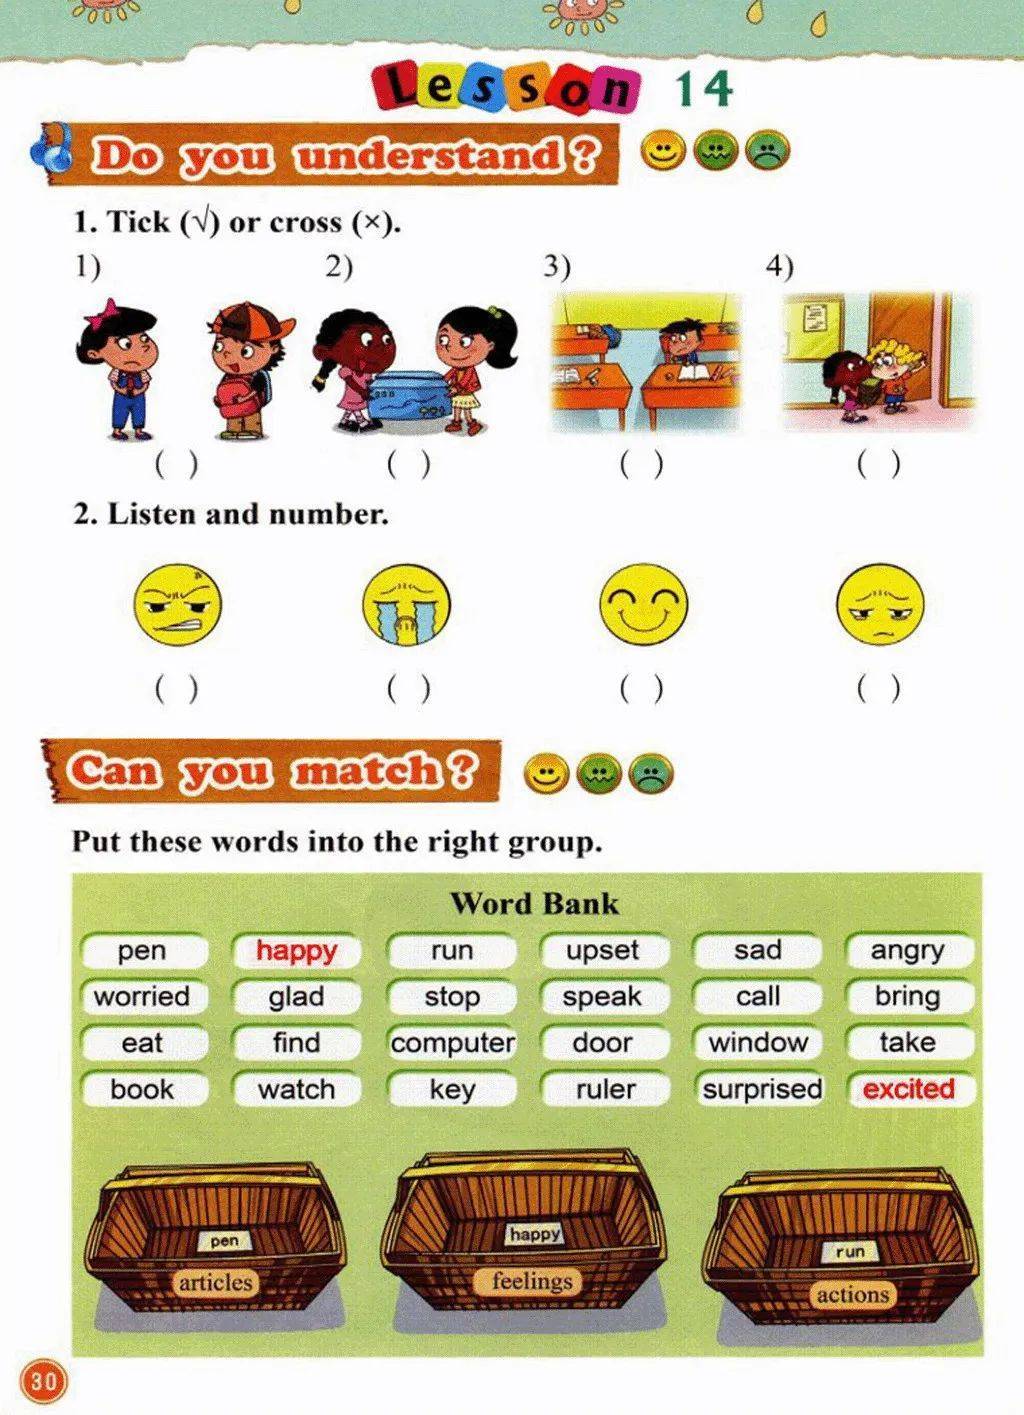 Lesson 14
Do you understand?
1. Tick (√) or cross (×).
1) 2) 3) 4)
( ) ( ) ( ) ( )
2. Listen and number.
( ) ( ) ( ) ( )
Can you match?
Put these words into the right group.
Word Bank
pen happy run upset sad angry
worried glad stop speak call bring
eat find computer door window take
book watch key ruler surprised excited
pen happy run
articles feelings actions
30